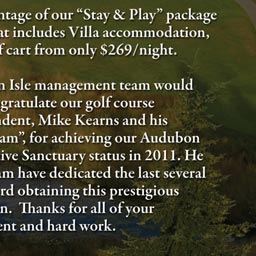 ntage of our “Stay & Play” package
at includes Villa accommodation,
f cart from only $269/night.
n Isle management team would
gratulate our golf course
ndent, Mike Kearns and his
am”, for achieving our Audubon
tive Sanctuary status in 2011. He
am have dedicated the last several
rd obtaining this prestigious
n. Thanks for all of your
ent and hard work.